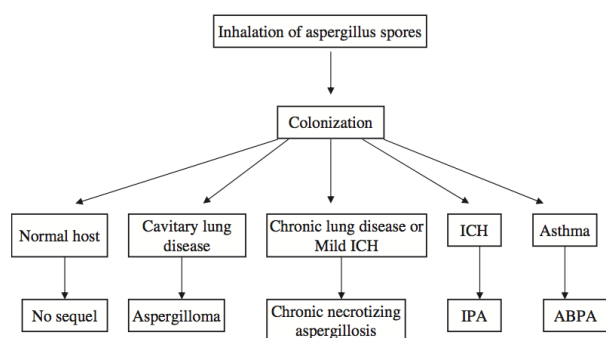 Inhalation of aspergillus spores
Colonization
Normal host
Cavitary lung
disease
Chronic lung disease or
Mild ICH
ICH
Asthma
No sequel
Aspergilloma
Chronic necrotizing
aspergillosis
IPA
ABPA